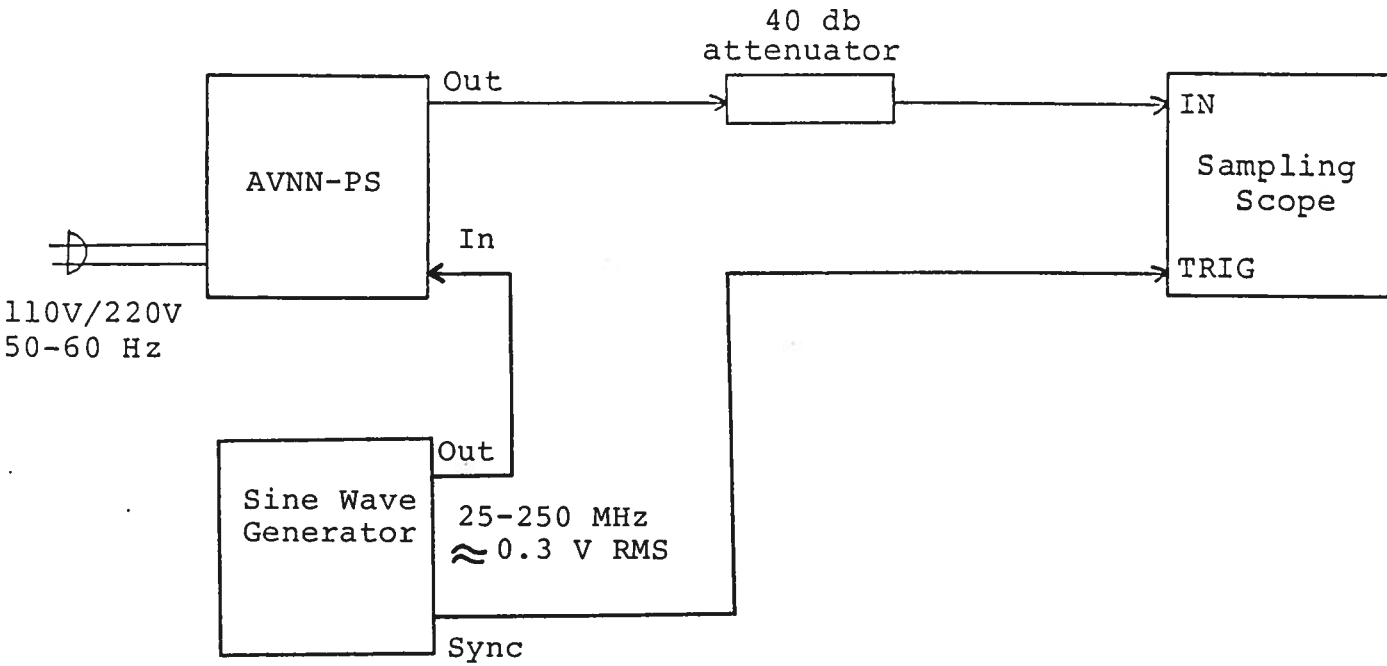 40 db
attenuator
Out
IN
AVNN-PS
Sampling
Scope
In
TRIG
110V/220V
50-60 Hz
Out
Sine Wave
Generator
25-250 MHz
≈ 0.3 V RMS
Sync